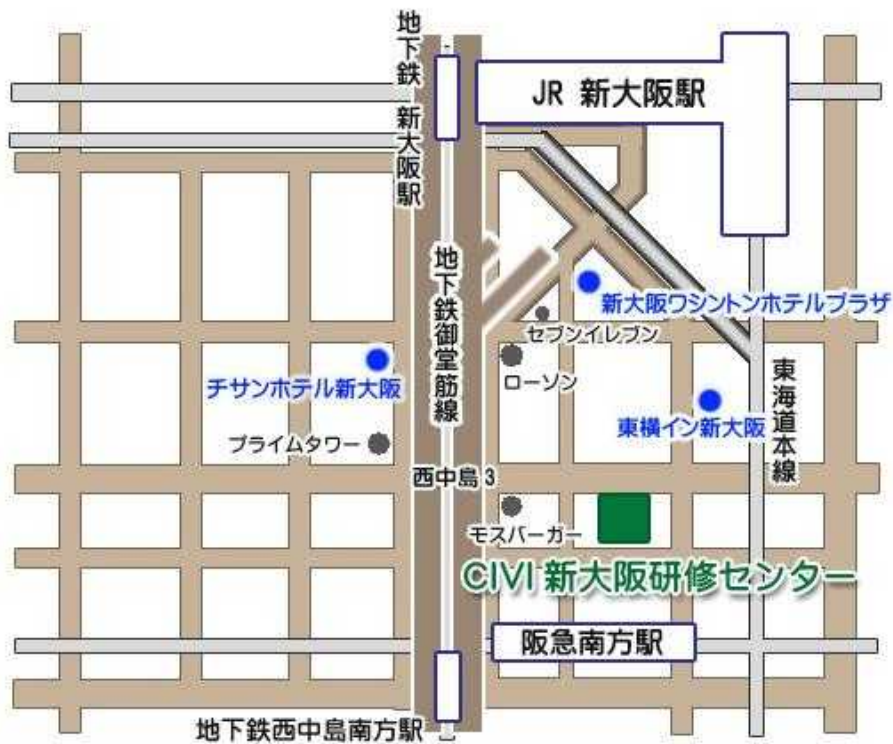 地下鉄 新大阪駅
JR 新大阪駅
地下鉄御堂筋線
新大阪ワシントンホテルプラザ
セブンイレブン
ローソン
チサンホテル新大阪
東海道本線
東横イン新大阪
プライムタワー
西中島3
モスバーガー
CIVI 新大阪研修センター
阪急南方駅
地下鉄西中島南方駅